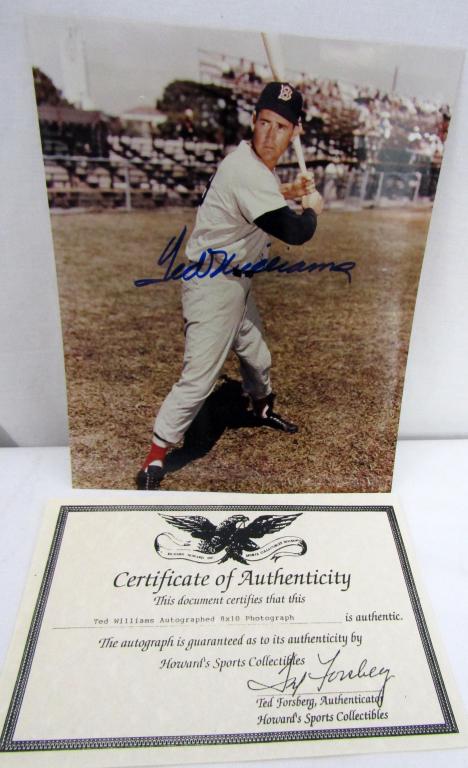 B
Ted Williams
Certificate of Authenticity
This document certifies that this
Ted Williams Autographed 8x10 Photograph is authentic.
The autograph is guaranteed as to its authenticity by
Howard's Sports Collectibles
Ted Forsberg
Ted Forsberg, Authenticator
Howard's Sports Collectibles